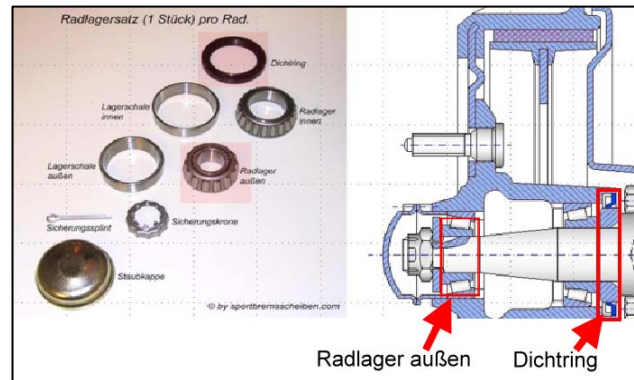 Radlagersatz (1 Stück) pro Rad.
Dichtring
Lagerschale
innen
Radlager
innen
Lagerschale
außen
Radlager
außen
Sicherungssplint
Sicherungskrone
Staubkappe
© by sportbremsscheiben.com
Radlager außen
Dichtring